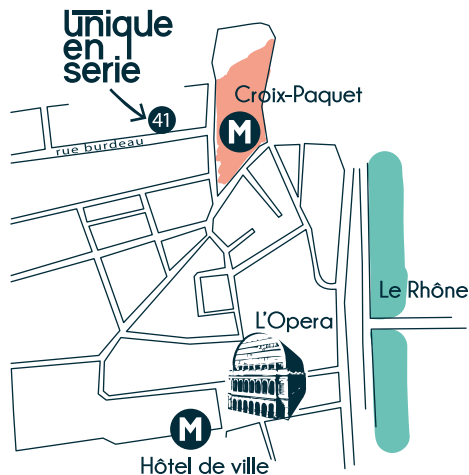 unique
en
serie
41
rue burdeau
Croix-Paquet
M
Le Rhône
L'Opera
M
Hôtel de ville